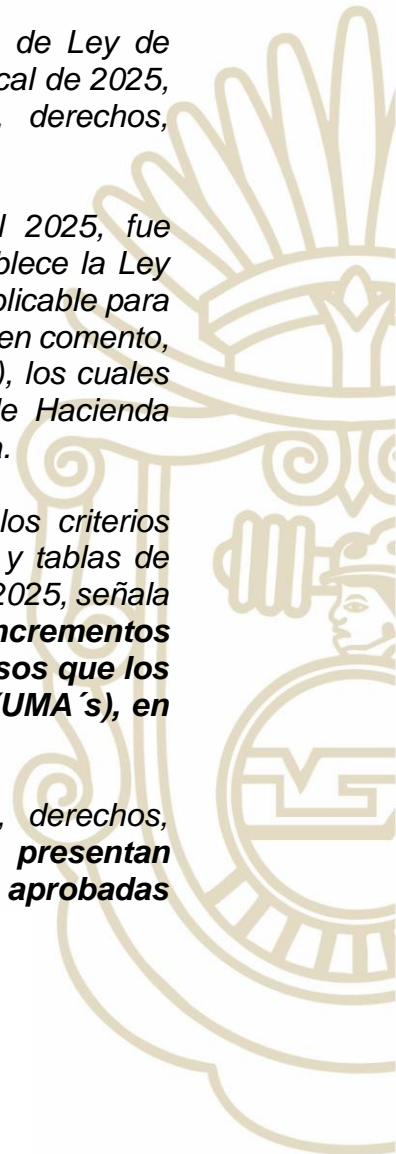 de Ley de
cal de 2025,
, derechos,
l 2025, fue
blece la Ley
plicable para
en comento,
), los cuales
de Hacienda
a.
los criterios
y tablas de
2025, señala
ncrementos
sos que los
(UMA´s), en
, derechos,
presentan
aprobadas